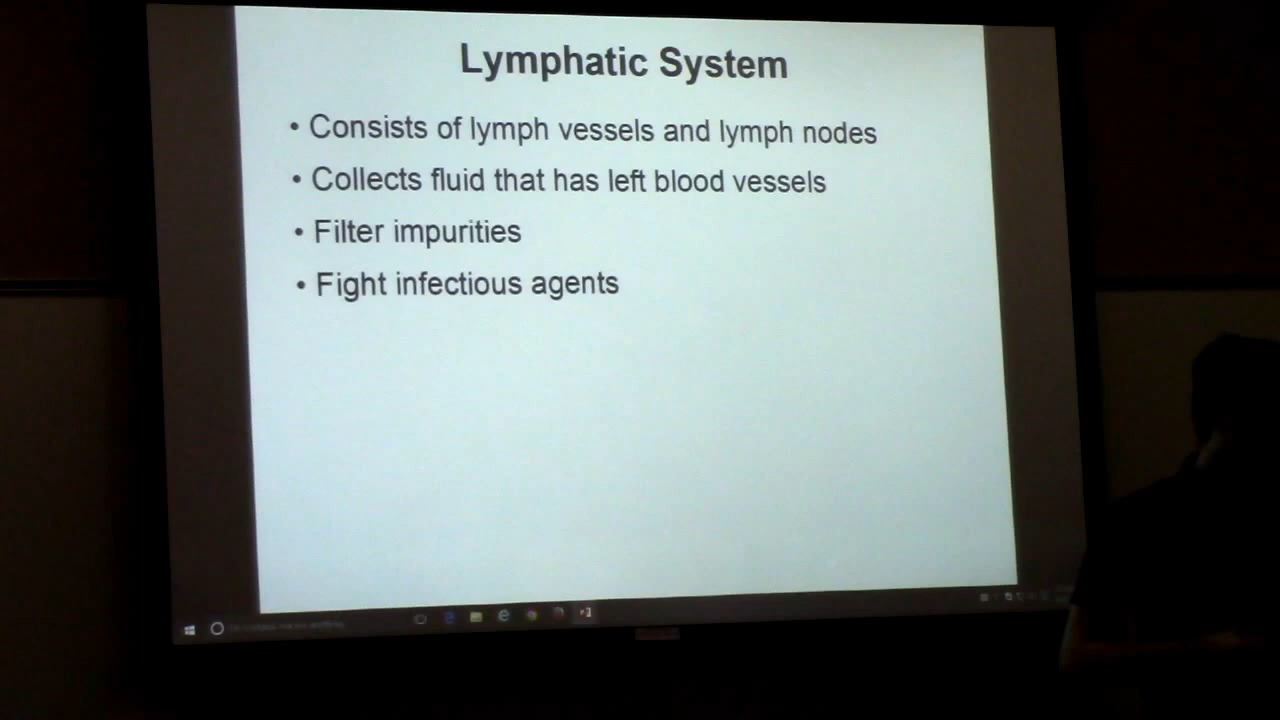 Lymphatic System
• Consists of lymph vessels and lymph nodes
• Collects fluid that has left blood vessels
• Filter impurities
• Fight infectious agents